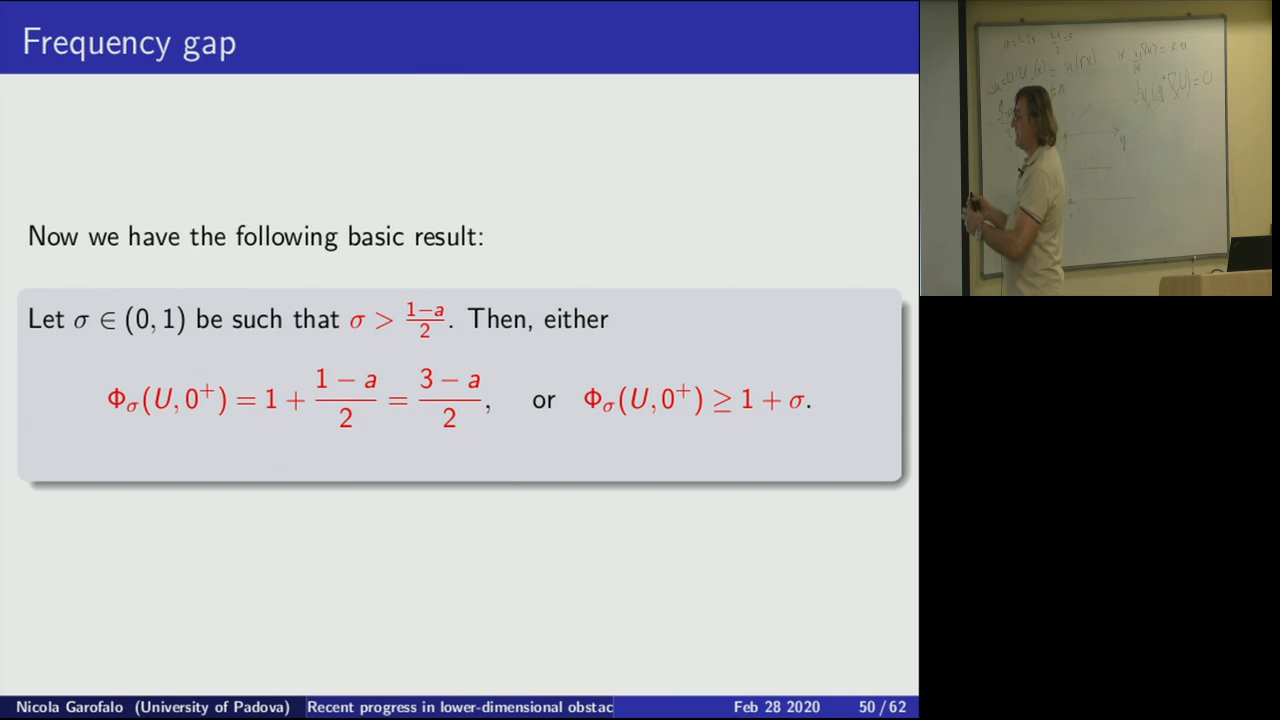 Frequency gap
Now we have the following basic result:
Let σ ∈ (0, 1) be such that σ > (1−a)/2. Then, either
Φσ(U, 0⁺) = 1 + (1 − a)/2 = (3 − a)/2, or Φσ(U, 0⁺) ≥ 1 + σ.
Nicola Garofalo (University of Padova) Recent progress in lower-dimensional obstac Feb 28 2020 50 / 62